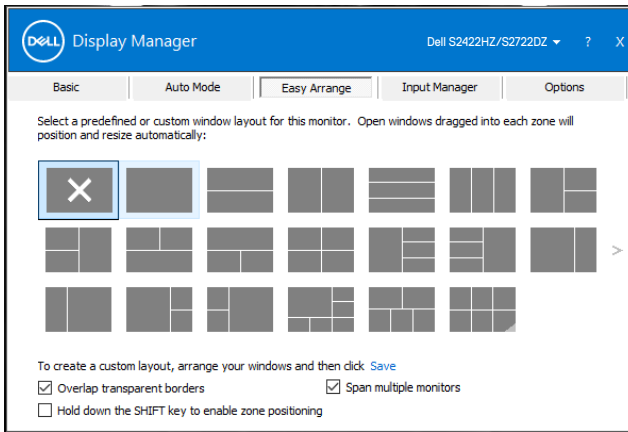 DELL Display Manager Dell S2422HZ/S2722DZ ? X
Basic Auto Mode Easy Arrange Input Manager Options
Select a predefined or custom window layout for this monitor. Open windows dragged into each zone will
position and resize automatically:
>
To create a custom layout, arrange your windows and then click Save
Overlap transparent borders Span multiple monitors
Hold down the SHIFT key to enable zone positioning